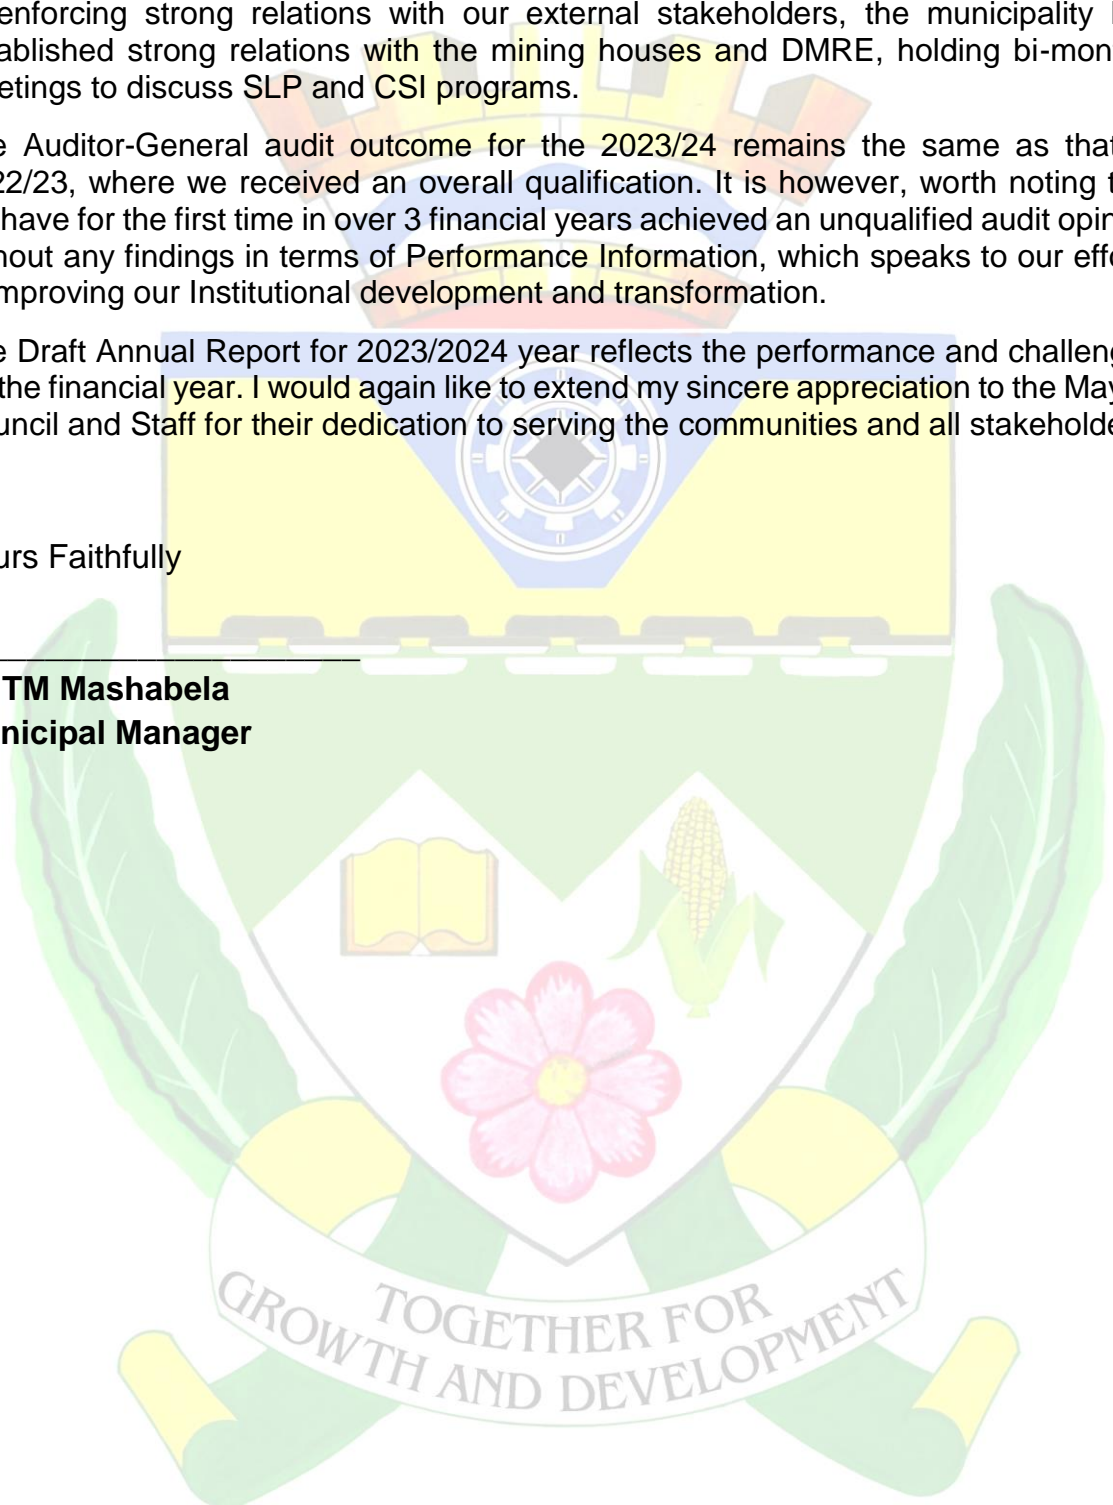 enforcing strong relations with our external stakeholders, the municipality
ablished strong relations with the mining houses and DMRE, holding bi-mon
etings to discuss SLP and CSI programs.
e Auditor-General audit outcome for the 2023/24 remains the same as that
22/23, where we received an overall qualification. It is however, worth noting t
have for the first time in over 3 financial years achieved an unqualified audit opin
hout any findings in terms of Performance Information, which speaks to our effo
mproving our Institutional development and transformation.
e Draft Annual Report for 2023/2024 year reflects the performance and challeng
the financial year. I would again like to extend my sincere appreciation to the May
uncil and Staff for their dedication to serving the communities and all stakeholde
urs Faithfully
TM Mashabela
nicipal Manager
TOGETHER FOR
GROWTH AND DEVELOPMENT